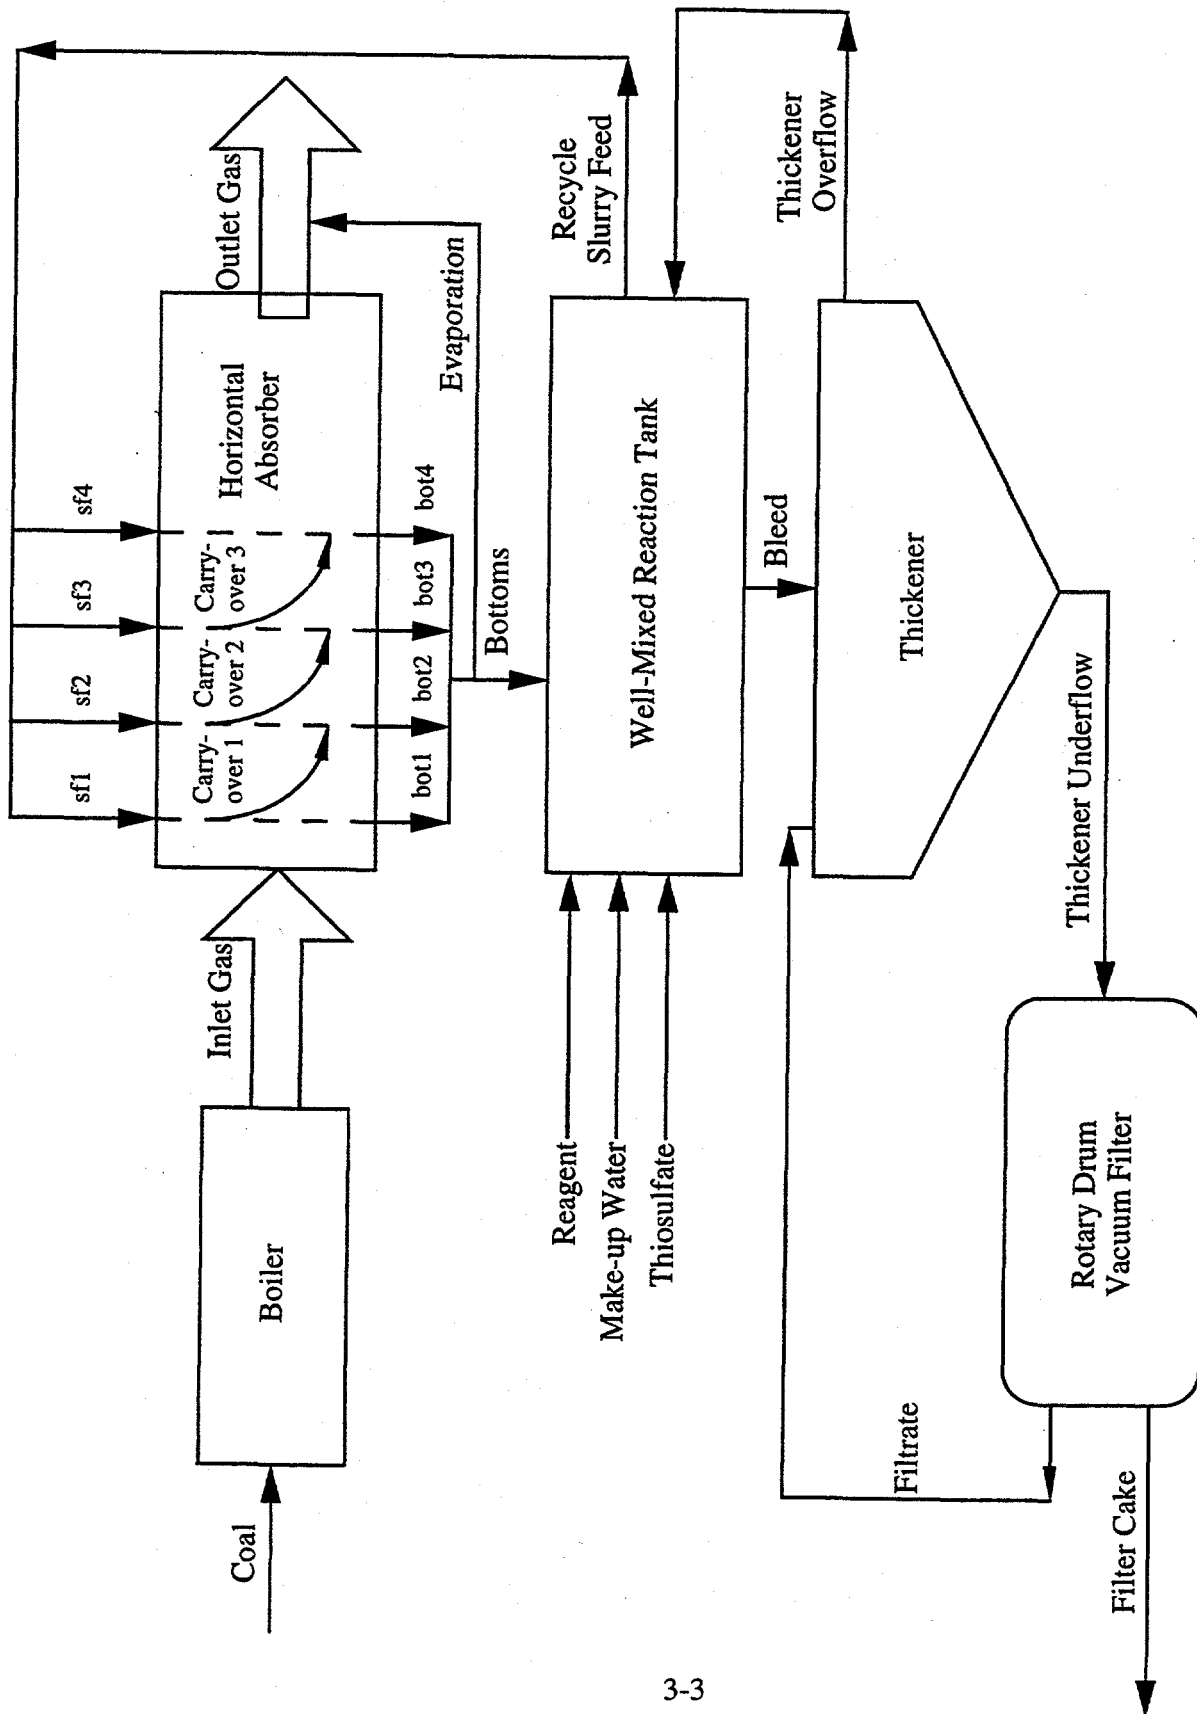 Coal
Boiler
Inlet Gas
sf1
sf2
sf3
sf4
Carry-
over 1
Carry-
over 2
Carry-
over 3
Horizontal
Absorber
Outlet Gas
bot1
bot2
bot3
bot4
Evaporation
Bottoms
Reagent
Make-up Water
Thiosulfate
Well-Mixed Reaction Tank
Recycle
Slurry Feed
Bleed
Thickener
Overflow
Thickener
Thickener Underflow
Filtrate
Rotary Drum
Vacuum Filter
Filter Cake
3-3